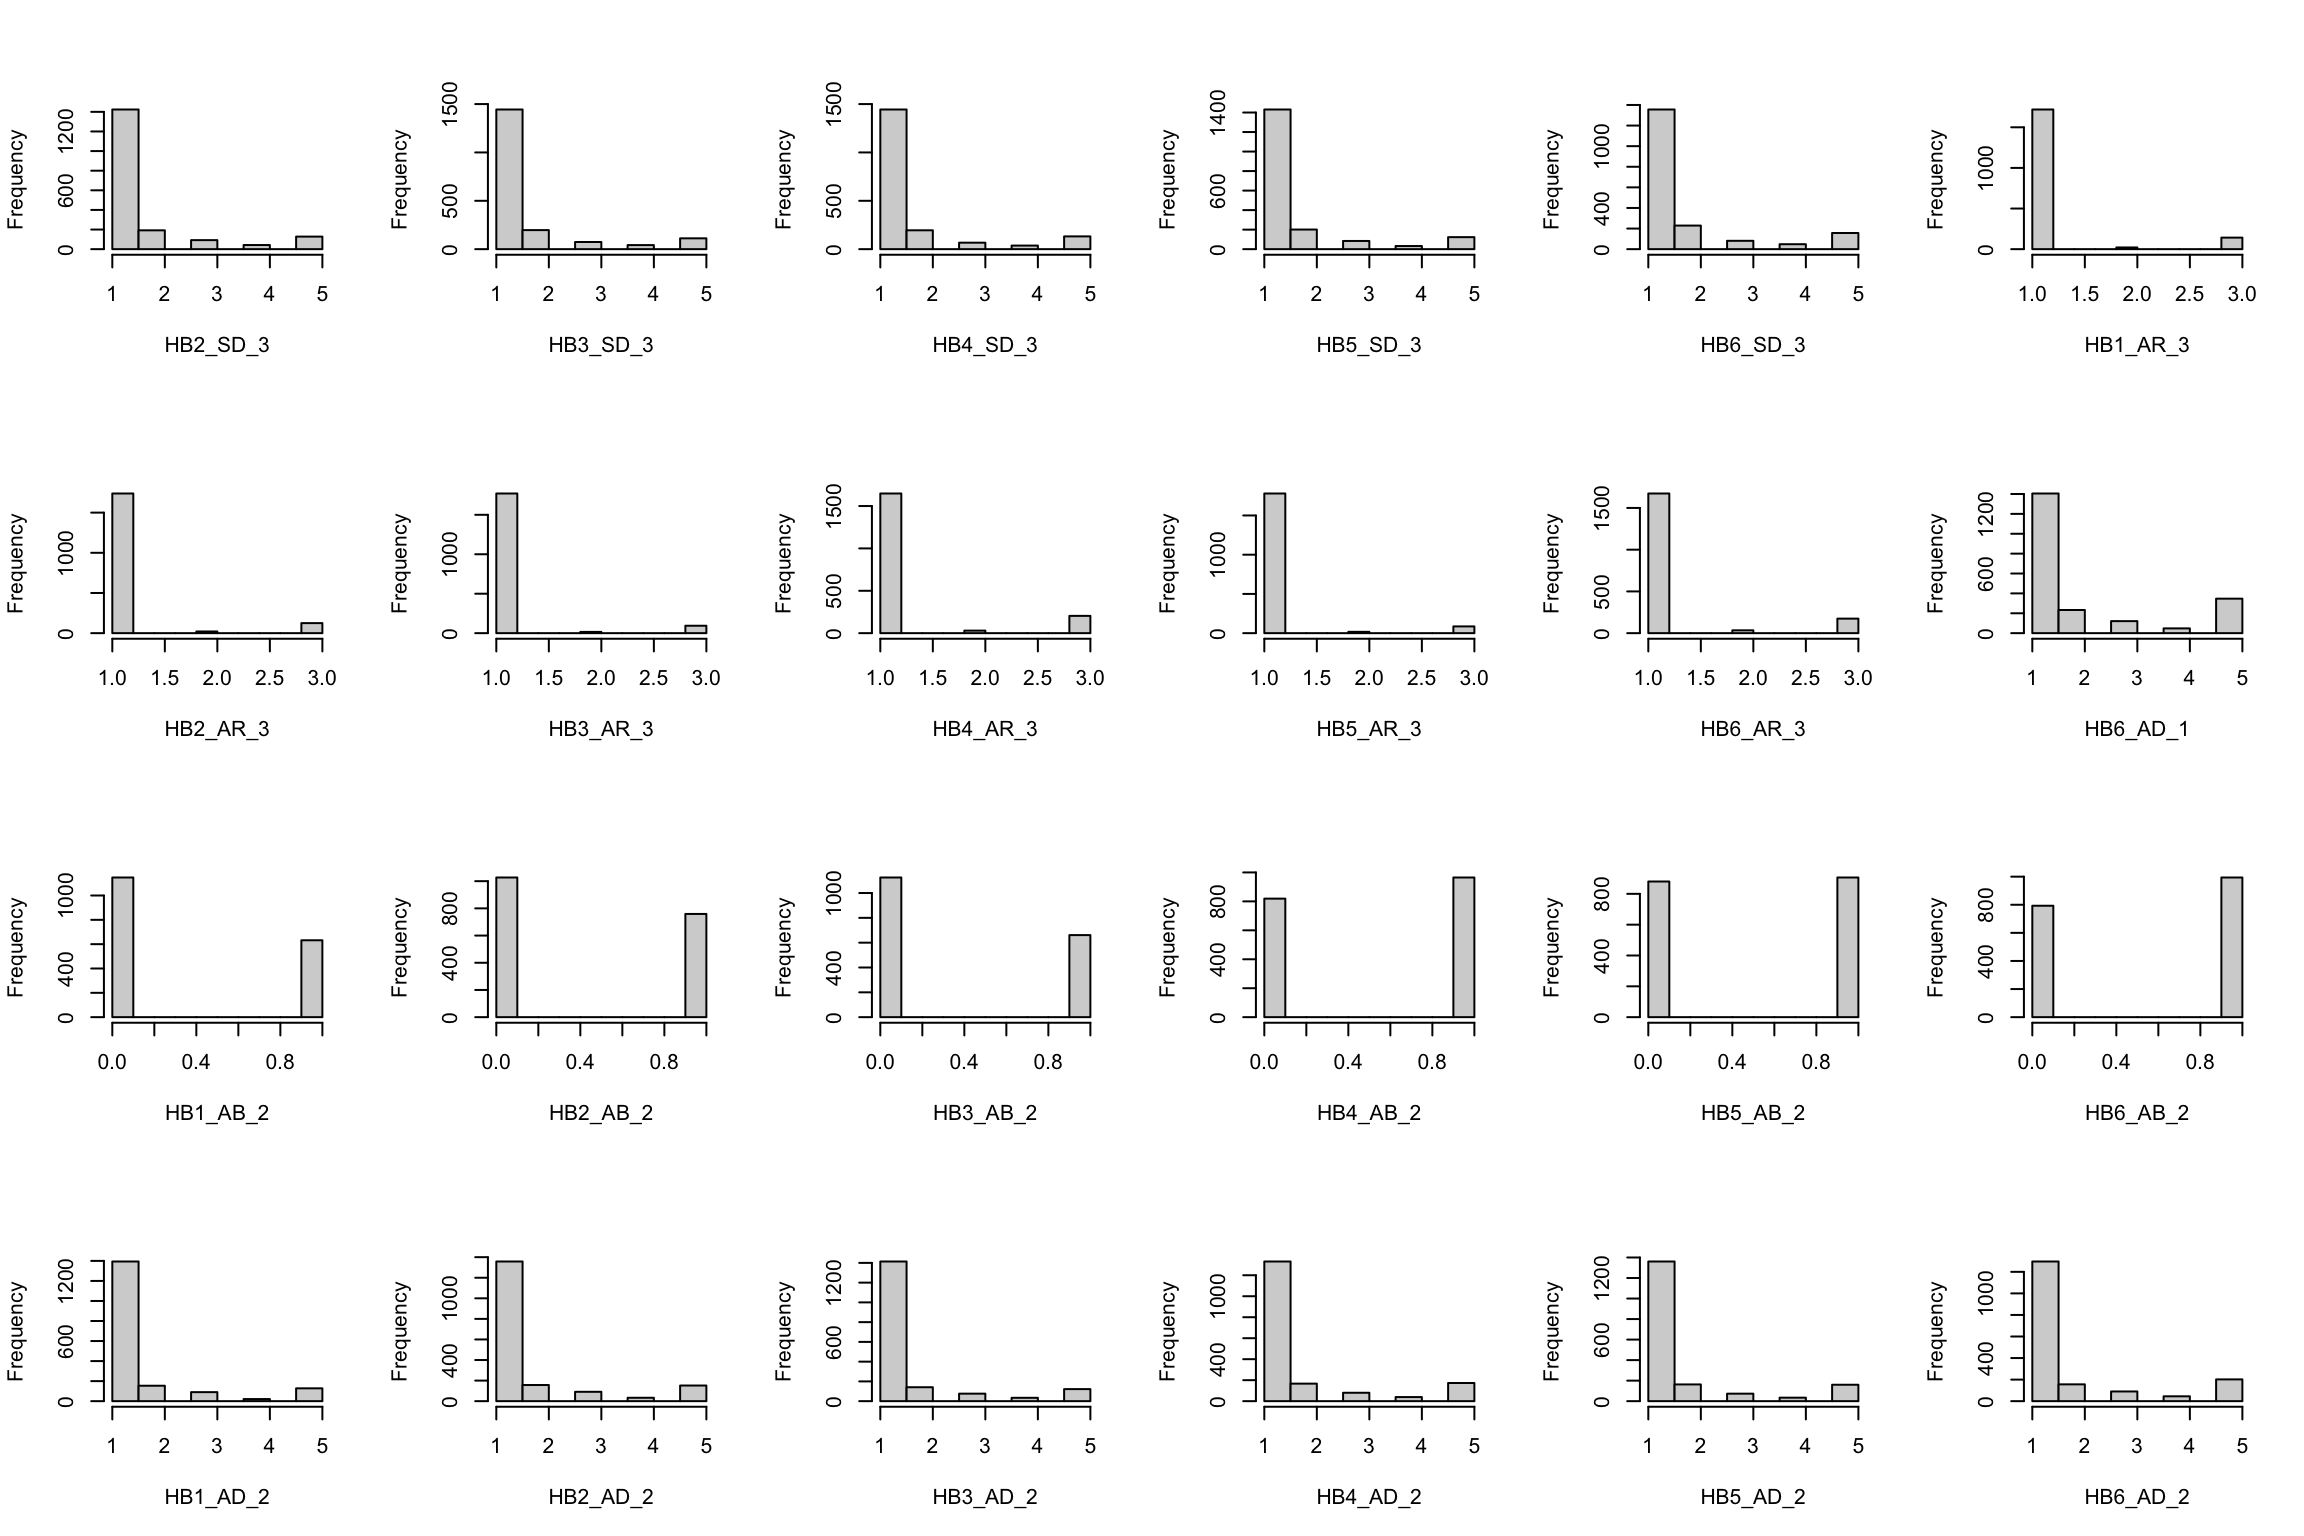 Frequency
0 600 1200
1 2 3 4 5
HB2_SD_3
Frequency
0 500 1500
1 2 3 4 5
HB3_SD_3
Frequency
0 500 1500
1 2 3 4 5
HB4_SD_3
Frequency
0 600 1400
1 2 3 4 5
HB5_SD_3
Frequency
0 400 1000
1 2 3 4 5
HB6_SD_3
Frequency
0 1000
1.0 1.5 2.0 2.5 3.0
HB1_AR_3
Frequency
0 1000
1.0 1.5 2.0 2.5 3.0
HB2_AR_3
Frequency
0 1000
1.0 1.5 2.0 2.5 3.0
HB3_AR_3
Frequency
0 500 1500
1.0 1.5 2.0 2.5 3.0
HB4_AR_3
Frequency
0 1000
1.0 1.5 2.0 2.5 3.0
HB5_AR_3
Frequency
0 500 1500
1.0 1.5 2.0 2.5 3.0
HB6_AR_3
Frequency
0 600 1200
1 2 3 4 5
HB6_AD_1
Frequency
0 400 1000
0.0 0.4 0.8
HB1_AB_2
Frequency
0 400 800
0.0 0.4 0.8
HB2_AB_2
Frequency
0 400 1000
0.0 0.4 0.8
HB3_AB_2
Frequency
0 400 800
0.0 0.4 0.8
HB4_AB_2
Frequency
0 400 800
0.0 0.4 0.8
HB5_AB_2
Frequency
0 400 800
0.0 0.4 0.8
HB6_AB_2
Frequency
0 600 1200
1 2 3 4 5
HB1_AD_2
Frequency
0 400 1000
1 2 3 4 5
HB2_AD_2
Frequency
0 600 1200
1 2 3 4 5
HB3_AD_2
Frequency
0 400 1000
1 2 3 4 5
HB4_AD_2
Frequency
0 600 1200
1 2 3 4 5
HB5_AD_2
Frequency
0 400 1000
1 2 3 4 5
HB6_AD_2